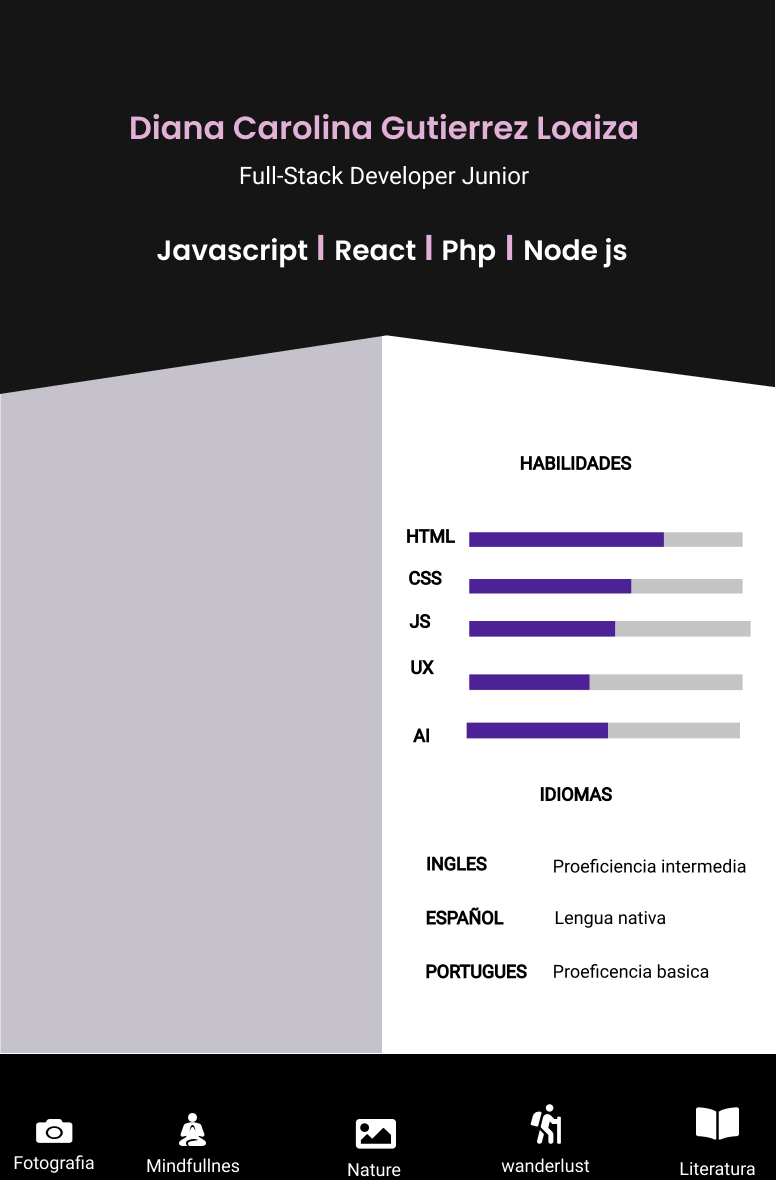 Diana Carolina Gutierrez Loaiza
Full-Stack Developer Junior
Javascript | React | Php | Node js
HABILIDADES
HTML
CSS
JS
UX
AI
IDIOMAS
INGLES Proeficiencia intermedia
ESPAÑOL Lengua nativa
PORTUGUES Proeficencia basica
Fotografia Mindfullnes Nature wanderlust Literatura